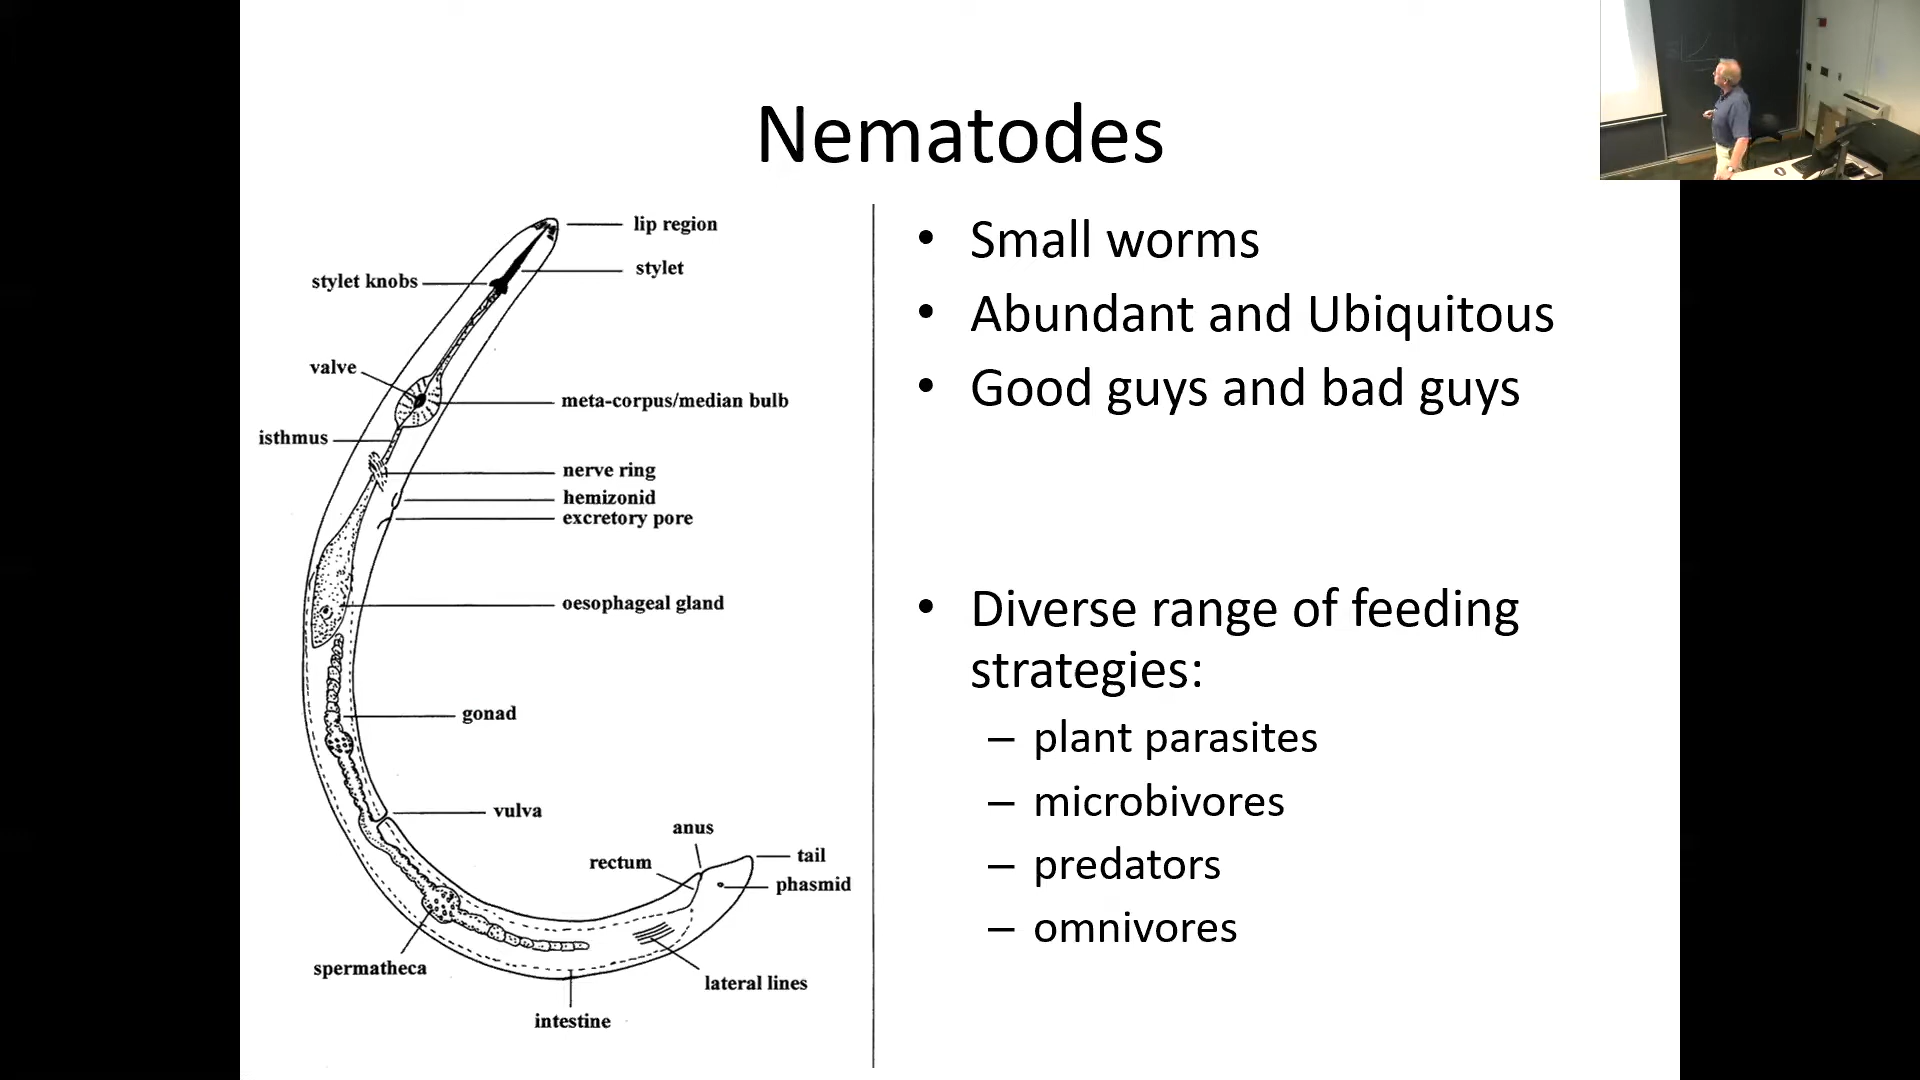 Nematodes
lip region
stylet
stylet knobs
valve
meta-corpus/median bulb
isthmus
nerve ring
hemizonid
excretory pore
oesophageal gland
gonad
vulva
anus
rectum
tail
phasmid
spermatheca
lateral lines
intestine
• Small worms
• Abundant and Ubiquitous
• Good guys and bad guys
• Diverse range of feeding
strategies:
– plant parasites
– microbivores
– predators
– omnivores